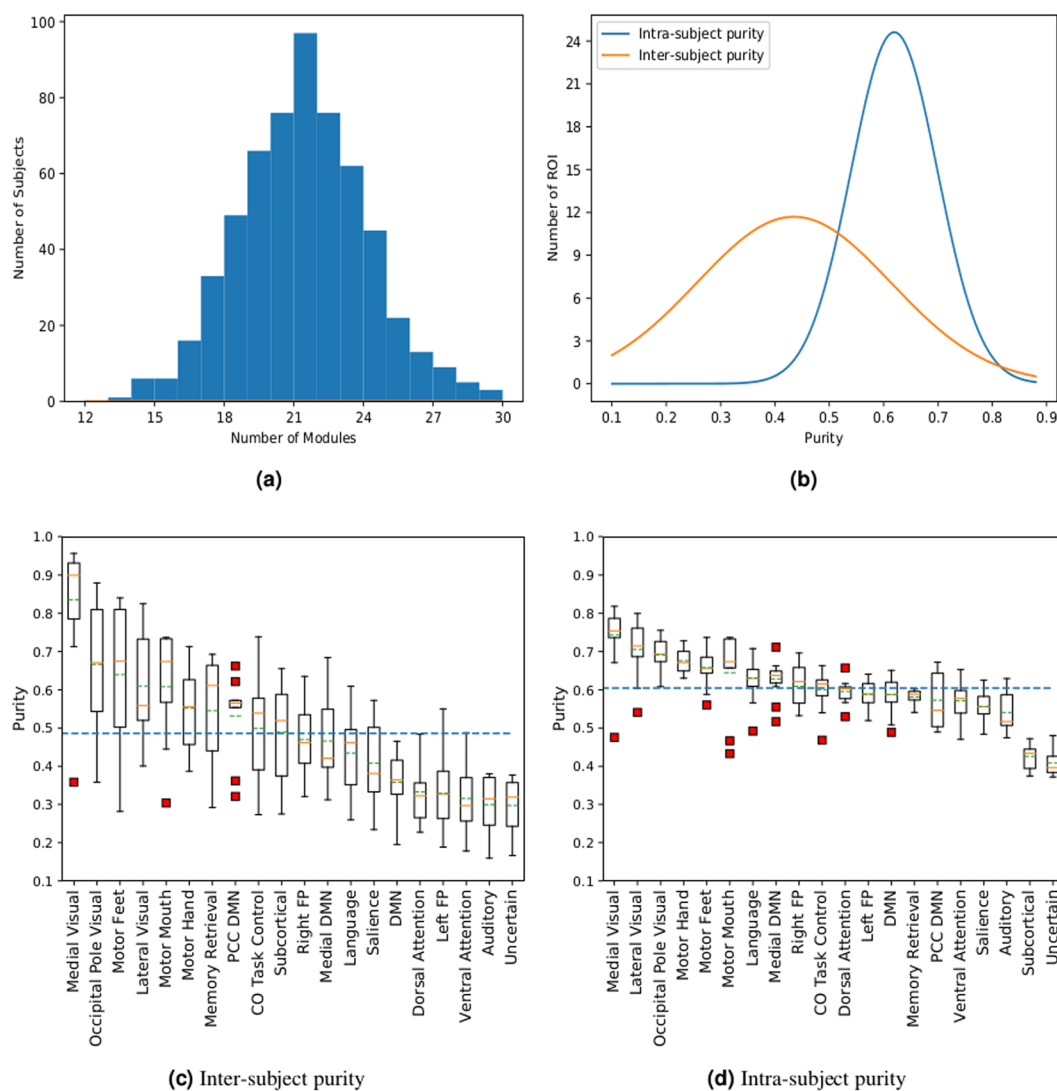 100
80
60
40
20
0
Number of Subjects
12 15 18 21 24 27 30
Number of Modules
(a)
Intra-subject purity
Inter-subject purity
24
21
18
15
12
9
6
3
0
Number of ROI
0.1 0.2 0.3 0.4 0.5 0.6 0.7 0.8 0.9
Purity
(b)
1.0
0.9
0.8
0.7
0.6
0.5
0.4
0.3
0.2
0.1
Purity
Medial Visual
Occipital Pole Visual
Motor Feet
Lateral Visual
Motor Mouth
Motor Hand
Memory Retrieval
PCC DMN
CO Task Control
Subcortical
Right FP
Medial DMN
Language
Salience
DMN
Dorsal Attention
Left FP
Ventral Attention
Auditory
Uncertain
(c) Inter-subject purity
1.0
0.9
0.8
0.7
0.6
0.5
0.4
0.3
0.2
0.1
Purity
Medial Visual
Lateral Visual
Occipital Pole Visual
Motor Hand
Motor Feet
Motor Mouth
Language
Medial DMN
Right FP
CO Task Control
Dorsal Attention
Left FP
DMN
Memory Retrieval
PCC DMN
Ventral Attention
Salience
Auditory
Subcortical
Uncertain
(d) Intra-subject purity